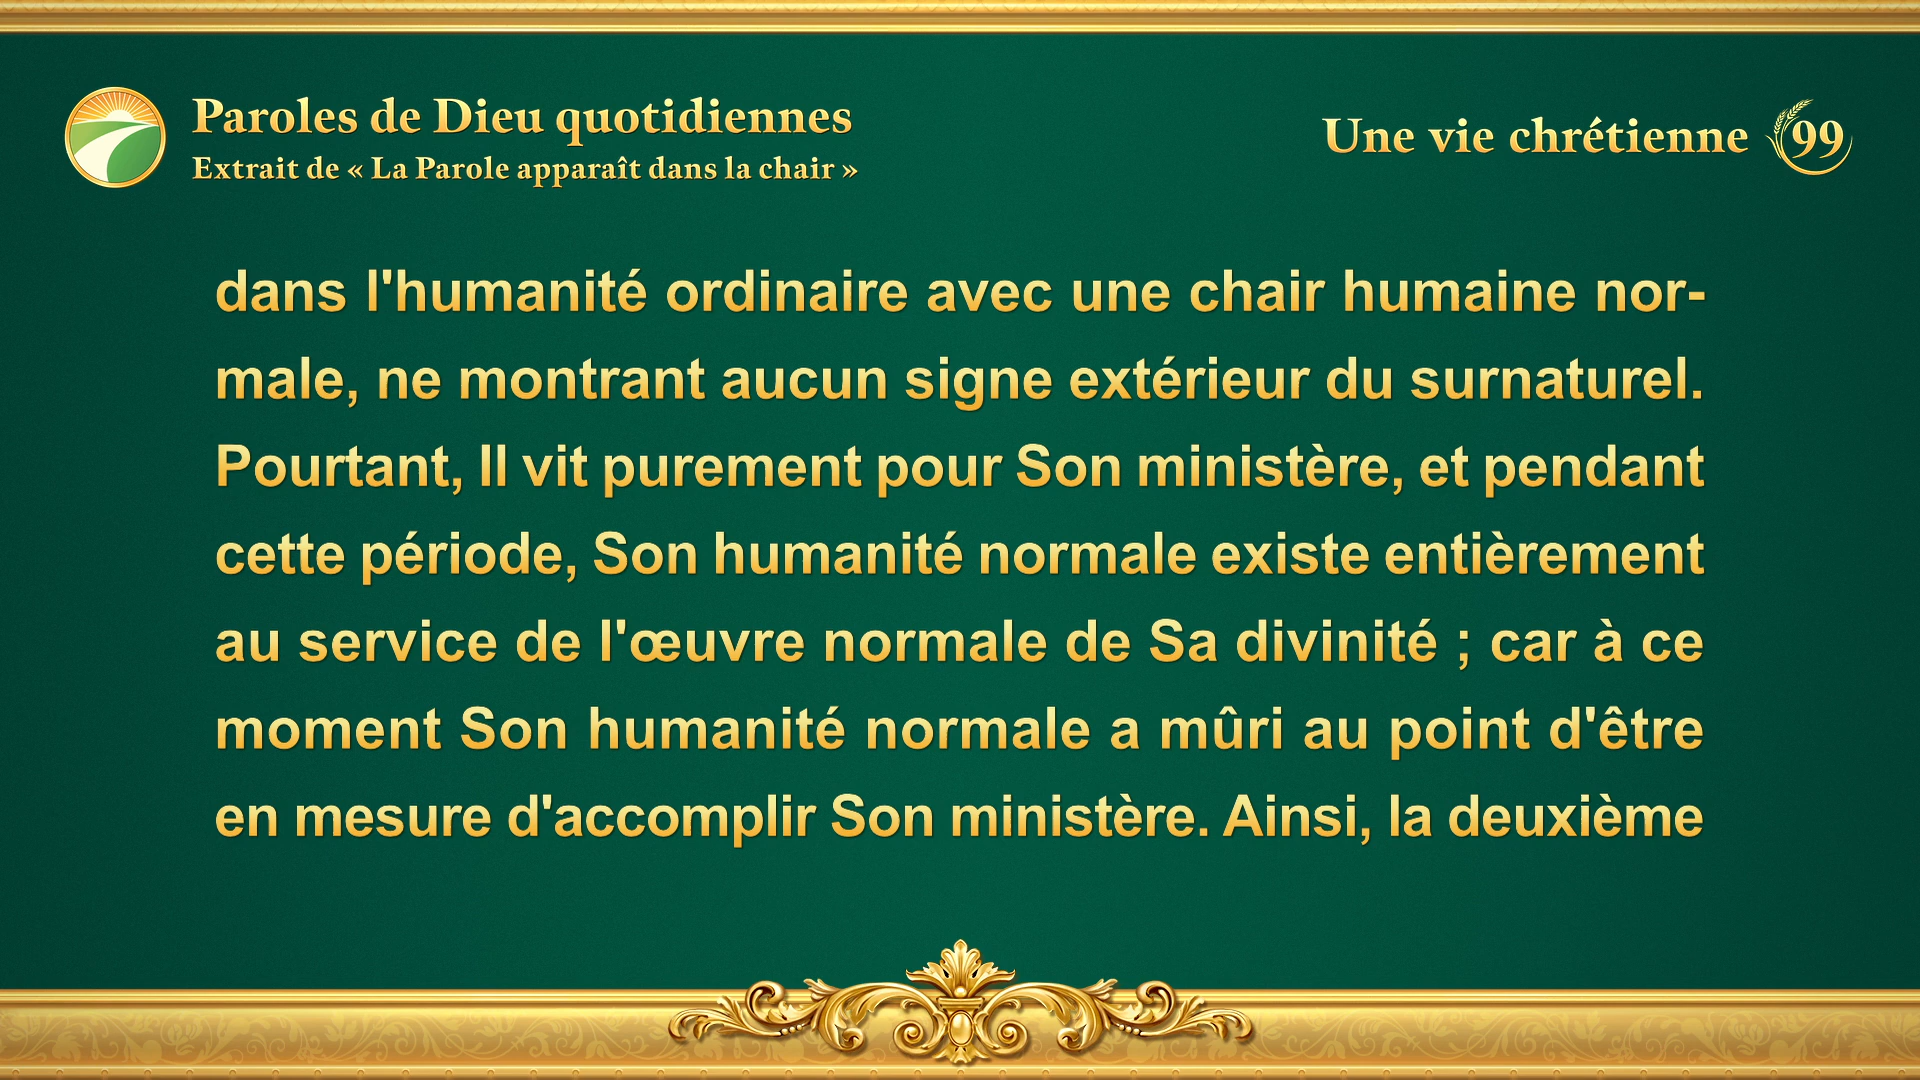 Paroles de Dieu quotidiennes
Extrait de « La Parole apparaît dans la chair »
Une vie chrétienne 99
dans l'humanité ordinaire avec une chair humaine nor-
male, ne montrant aucun signe extérieur du surnaturel.
Pourtant, Il vit purement pour Son ministère, et pendant
cette période, Son humanité normale existe entièrement
au service de l'œuvre normale de Sa divinité ; car à ce
moment Son humanité normale a mûri au point d'être
en mesure d'accomplir Son ministère. Ainsi, la deuxième